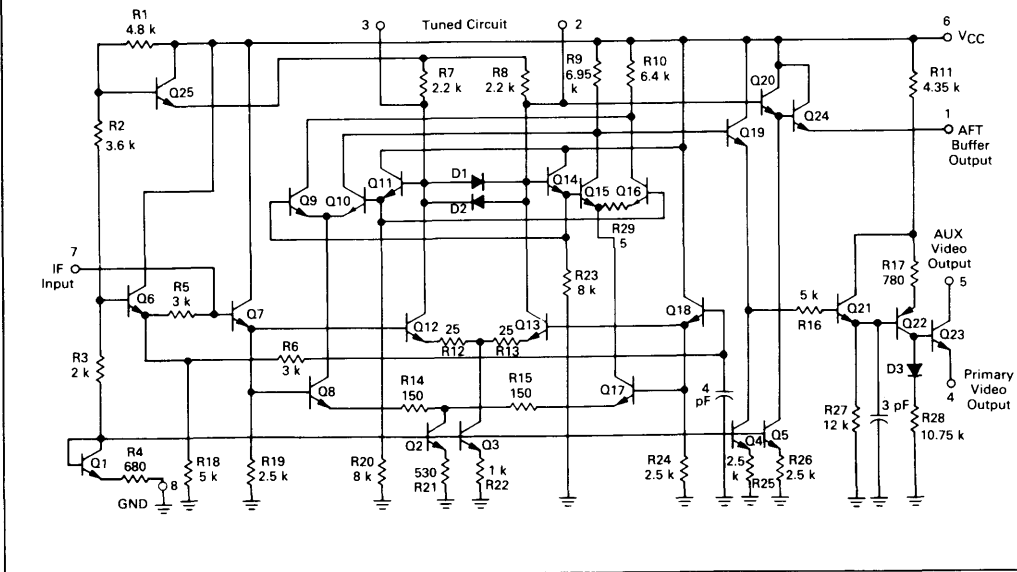 R1
4.8 k
3
Tuned Circuit
2
6
VCC
R7
2.2 k
R8
2.2 k
R9
6.95
k
R10
6.4 k
Q25
Q20
R11
4.35 k
Q24
1
AFT
Buffer
Output
R2
3.6 k
Q19
D1
Q11
Q14
D2
Q9
Q10
Q15
Q16
R29
5
7
IF
Input
Q6
R5
3 k
Q7
R23
8 k
AUX
Video
Output
5
R17
780
5 k
R16
Q21
Q22
Q23
Q12
25
R12
25
R13
Q13
Q18
R3
2 k
R6
3 k
Q8
R14
150
R15
150
Q17
4
pF
D3
4
Primary
Video
Output
R27
12 k
3 pF
R28
10.75 k
Q1
R4
680
8
GND
R18
5 k
R19
2.5 k
R20
8 k
Q2
530
R21
Q3
1 k
R22
R24
2.5 k
Q4
2.5
k
R25
Q5
R26
2.5 k